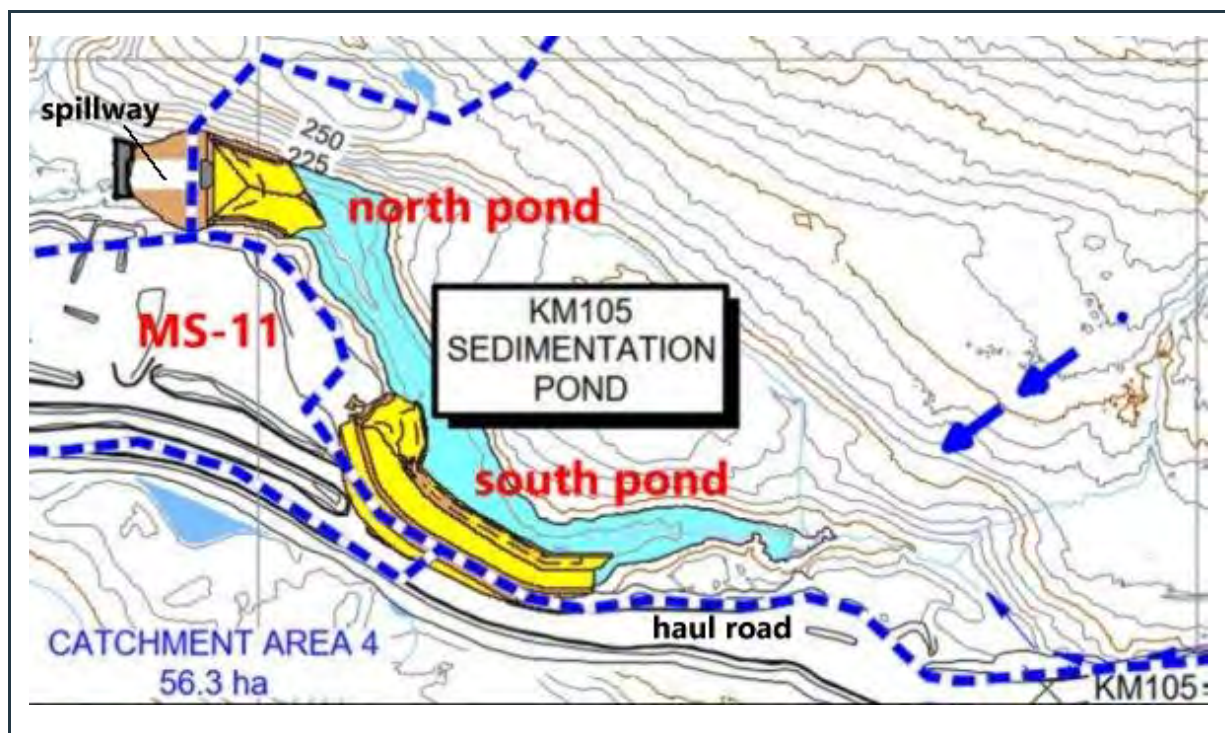 spillway
250
225
north pond
KM105
SEDIMENTATION
POND
MS-11
south pond
haul road
CATCHMENT AREA 4
56.3 ha
KM105